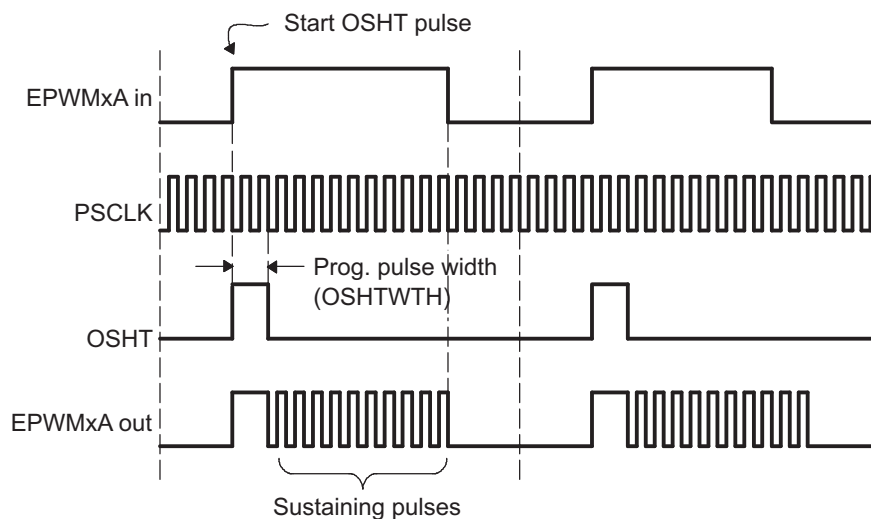 Start OSHT pulse
EPWMxA in
PSCLK
Prog. pulse width
(OSHTWTH)
OSHT
EPWMxA out
Sustaining pulses